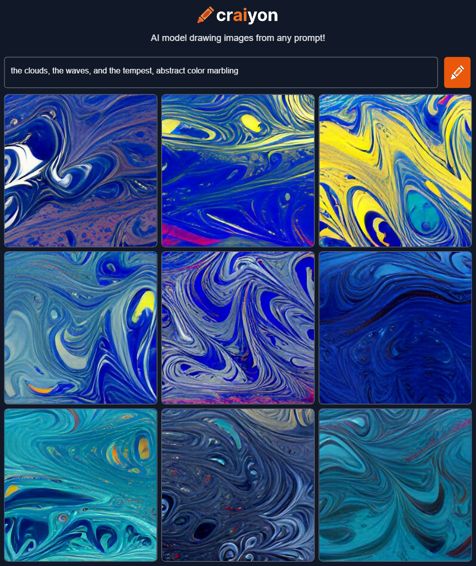 craiyon
AI model drawing images from any prompt!
the clouds, the waves, and the tempest, abstract color marbling